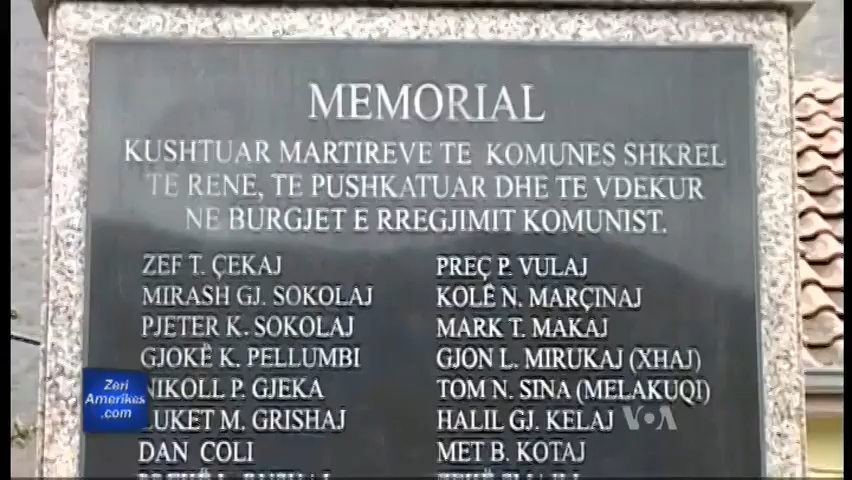 MEMORIAL
KUSHTUAR MARTIREVE TE KOMUNES SHKREL
TE RENE, TE PUSHKATUAR DHE TE VDEKUR
NE BURGJET E RREGJIMIT KOMUNIST.
ZEF T. ÇEKAJ
MIRASH GJ. SOKOLAJ
PJETER K. SOKOLAJ
GJOKË K. PELLUMBI
NIKOLL P. GJEKA
LUKET M. GRISHAJ
DAN COLI
PREÇ P. VULAJ
KOLË N. MARÇINAJ
MARK T. MAKAJ
GJON L. MIRUKAJ (XHAJ)
TOM N. SINA (MELAKUQI)
HALIL GJ. KELAJ
MET B. KOTAJ
Zëri
Amerikës
.com
VOA